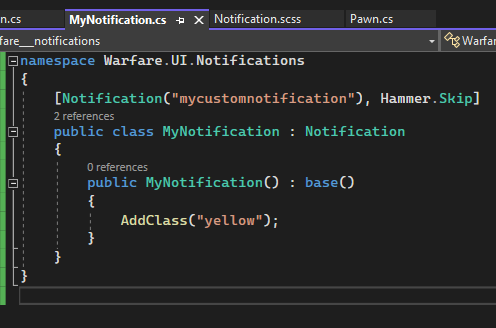 n.cs
MyNotification.cs
Notification.scss
Pawn.cs
fare___notifications
Warfar
namespace Warfare.UI.Notifications
{
[Notification("mycustomnotification"), Hammer.Skip]
2 references
public class MyNotification : Notification
{
0 references
public MyNotification() : base()
{
AddClass("yellow");
}
}
}